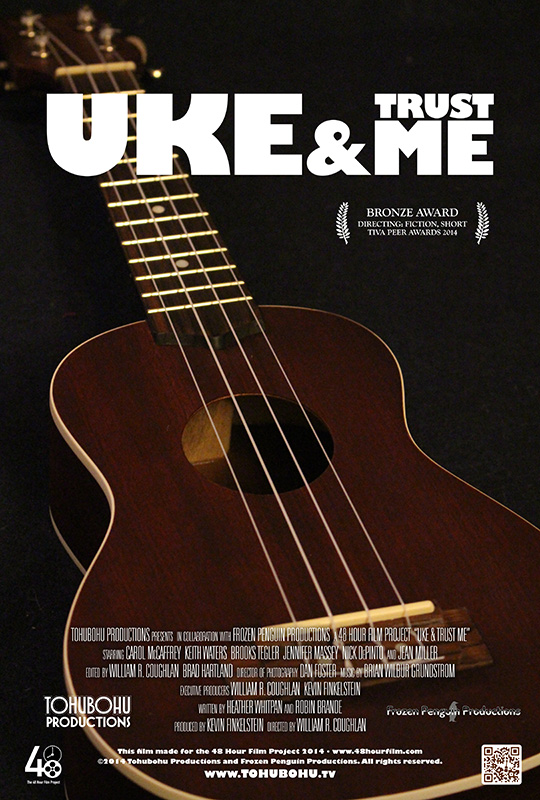 UKE & TRUST ME
BRONZE AWARD
DIRECTING: FICTION, SHORT
TIVA PEER AWARDS 2014
TOHUBOHU PRODUCTIONS PRESENTS IN COLLABORATION WITH FROZEN PENGUIN PRODUCTIONS A 48 HOUR FILM PROJECT "UKE & TRUST ME"
STARRING CAROL McCAFFREY KEITH WATERS BROOKS TEGLER JENNIFER MASSEY NICK DEPINTO AND JEAN MILLER
EDITED BY WILLIAM R. COUGHLAN BRAD HARTLAND DIRECTOR OF PHOTOGRAPHY DAN FOSTER MUSIC BY BRIAN WILBUR GRUNDSTROM
EXECUTIVE PRODUCERS WILLIAM R. COUGHLAN KEVIN FINKELSTEIN
WRITTEN BY HEATHER WHITPAN AND ROBIN BRANDE
PRODUCED BY KEVIN FINKELSTEIN DIRECTED BY WILLIAM R. COUGHLAN
TOHUBOHU
PRODUCTIONS
Frozen Penguin Productions
48
The 48 Hour Film Project
This film made for the 48 Hour Film Project 2014 • www.48hourfilm.com
©2014 Tohubohu Productions and Frozen Penguin Productions. All rights reserved.
www.TOHUBOHU.tv